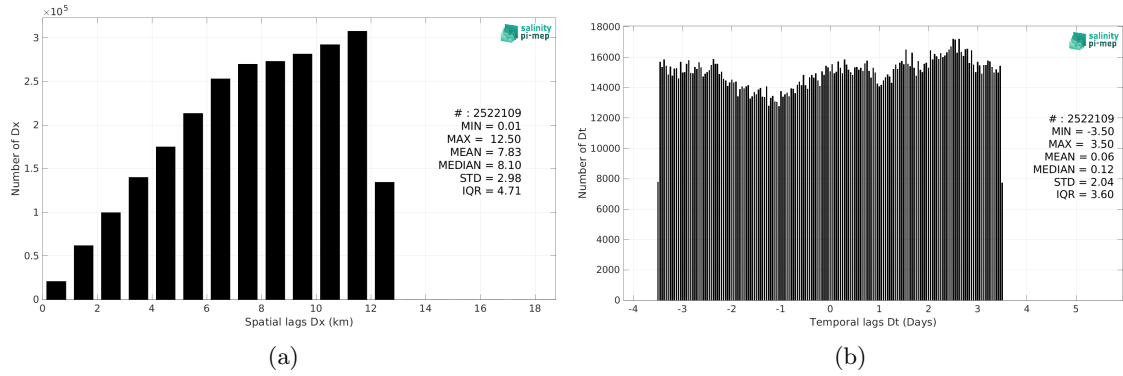 ×10^5
3
2.5
2
1.5
1
0.5
0
Number of Dx
0 2 4 6 8 10 12 14 16 18
Spatial lags Dx (km)
salinity
pi-mep
# : 2522109
MIN = 0.01
MAX = 12.50
MEAN = 7.83
MEDIAN = 8.10
STD = 2.98
IQR = 4.71
(a)
18000
16000
14000
12000
10000
8000
6000
4000
2000
0
Number of Dt
-4 -3 -2 -1 0 1 2 3 4 5
Temporal lags Dt (Days)
salinity
pi-mep
# : 2522109
MIN = -3.50
MAX = 3.50
MEAN = 0.06
MEDIAN = 0.12
STD = 2.04
IQR = 3.60
(b)